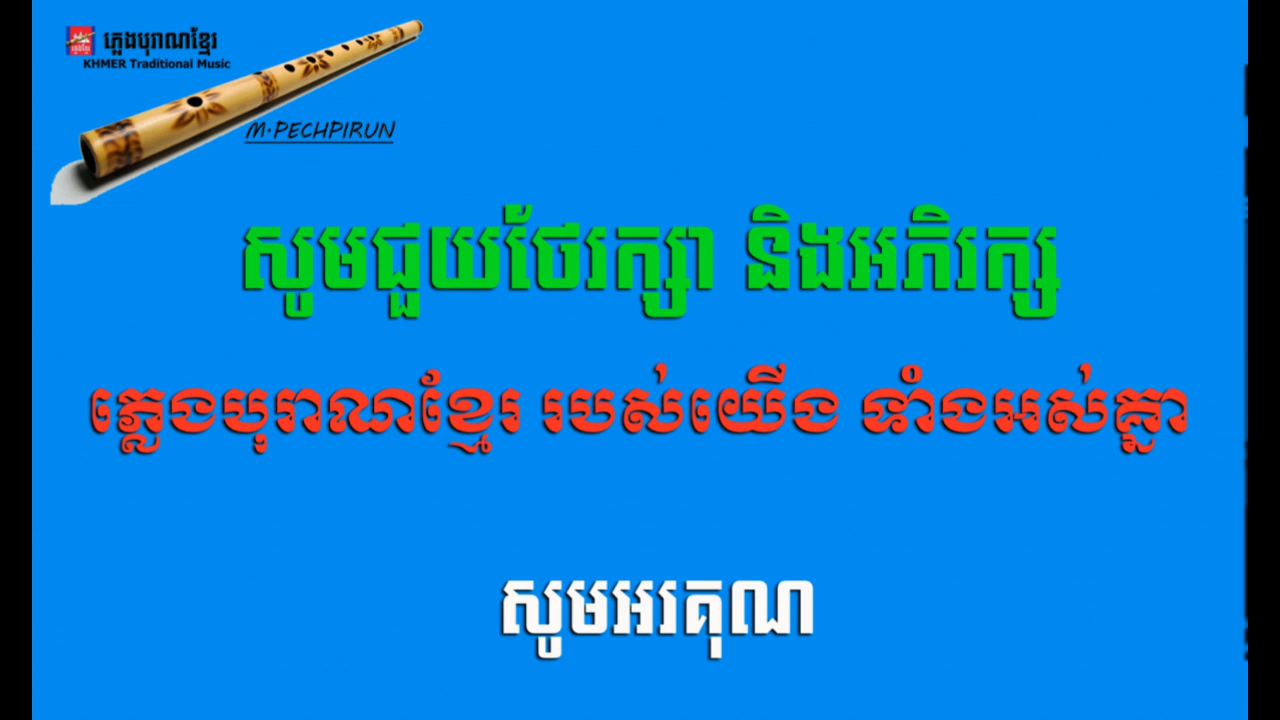 ភ្លេងបុរាណខ្មែរ
KHMER Traditional Music
M.PECHPIRUN
សូមជួយថែរក្សា និងអភិរក្ស
ភ្លេងបុរាណខ្មែរ របស់យើង ទាំងអស់គ្នា
សូមអរគុណ